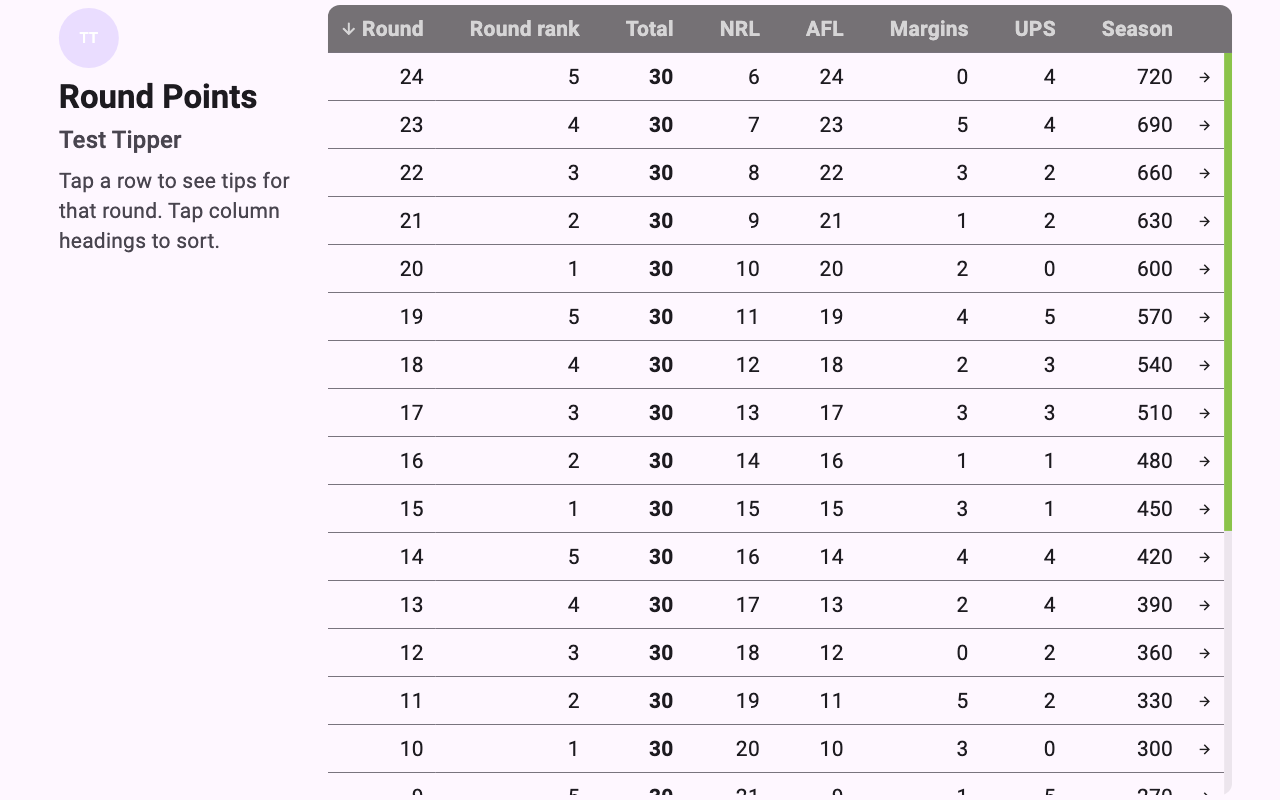 TT
Round Points
Test Tipper
Tap a row to see tips for
that round. Tap column
headings to sort.
↓ Round Round rank Total NRL AFL Margins UPS Season
24 5 30 6 24 0 4 720 →
23 4 30 7 23 5 4 690 →
22 3 30 8 22 3 2 660 →
21 2 30 9 21 1 2 630 →
20 1 30 10 20 2 0 600 →
19 5 30 11 19 4 5 570 →
18 4 30 12 18 2 3 540 →
17 3 30 13 17 3 3 510 →
16 2 30 14 16 1 1 480 →
15 1 30 15 15 3 1 450 →
14 5 30 16 14 4 4 420 →
13 4 30 17 13 2 4 390 →
12 3 30 18 12 0 2 360 →
11 2 30 19 11 5 2 330 →
10 1 30 20 10 3 0 300 →